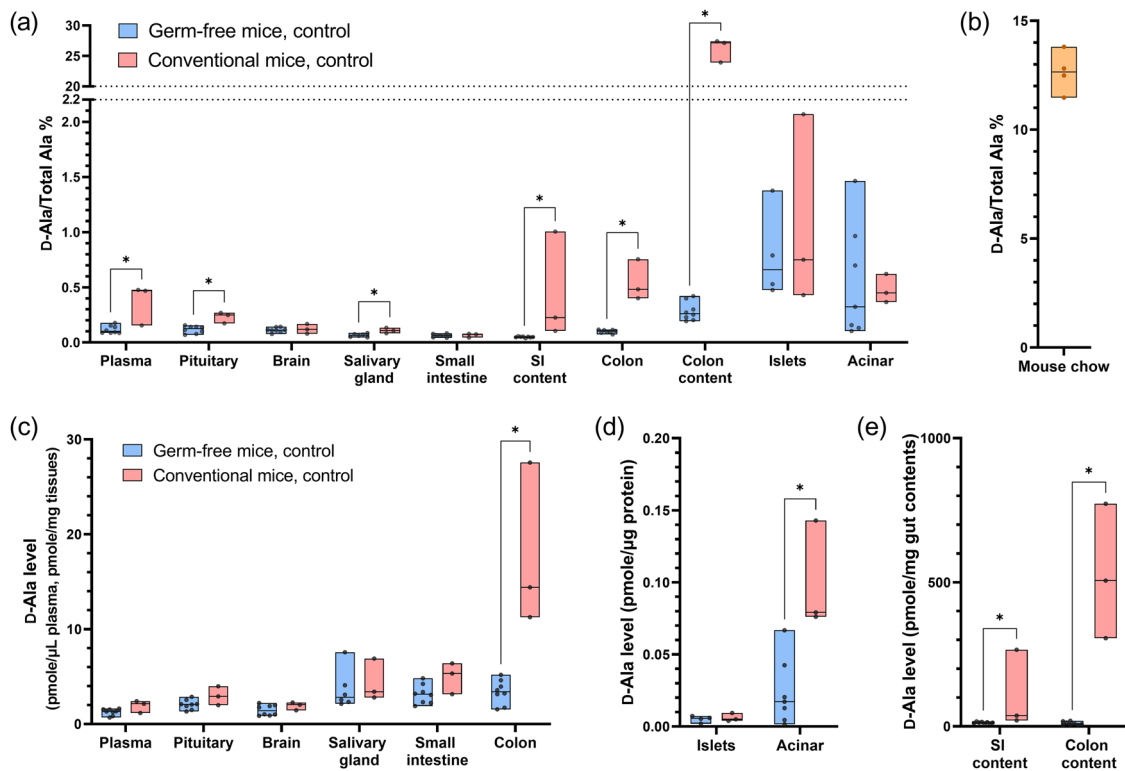 (a)
Germ-free mice, control
Conventional mice, control
D-Ala/Total Ala %
30
25
20
2.2
2.0
1.5
1.0
0.5
0.0
*
*
*
*
*
*
Plasma
Pituitary
Brain
Salivary
gland
Small
intestine
SI
content
Colon
Colon
content
Islets
Acinar
(b)
D-Ala/Total Ala %
15
10
5
0
Mouse chow
(c)
Germ-free mice, control
Conventional mice, control
D-Ala level
(pmole/µL plasma, pmole/mg tissues)
30
20
10
0
*
Plasma
Pituitary
Brain
Salivary
gland
Small
intestine
Colon
(d)
D-Ala level (pmole/µg protein)
0.20
0.15
0.10
0.05
0.00
*
Islets
Acinar
(e)
D-Ala level (pmole/mg gut contents)
1000
500
0
*
*
SI
content
Colon
content